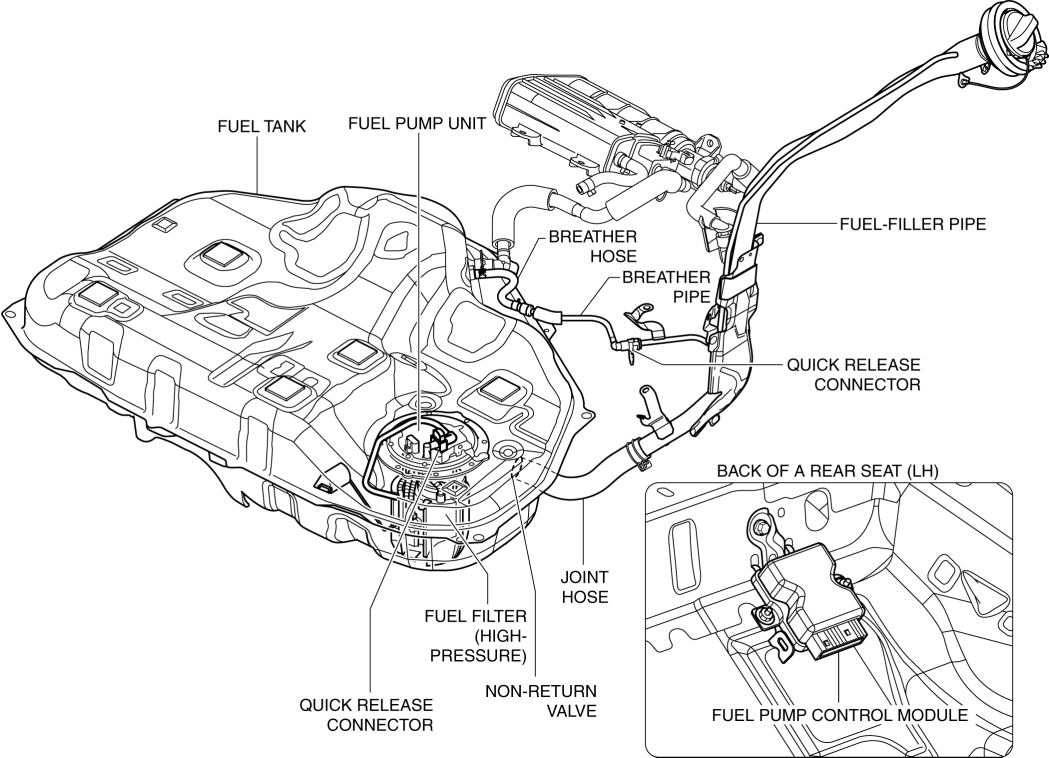 FUEL TANK
FUEL PUMP UNIT
FUEL-FILLER PIPE
BREATHER
HOSE
BREATHER
PIPE
QUICK RELEASE
CONNECTOR
BACK OF A REAR SEAT (LH)
JOINT
HOSE
FUEL FILTER
(HIGH-
PRESSURE)
NON-RETURN
VALVE
QUICK RELEASE
CONNECTOR
FUEL PUMP CONTROL MODULE